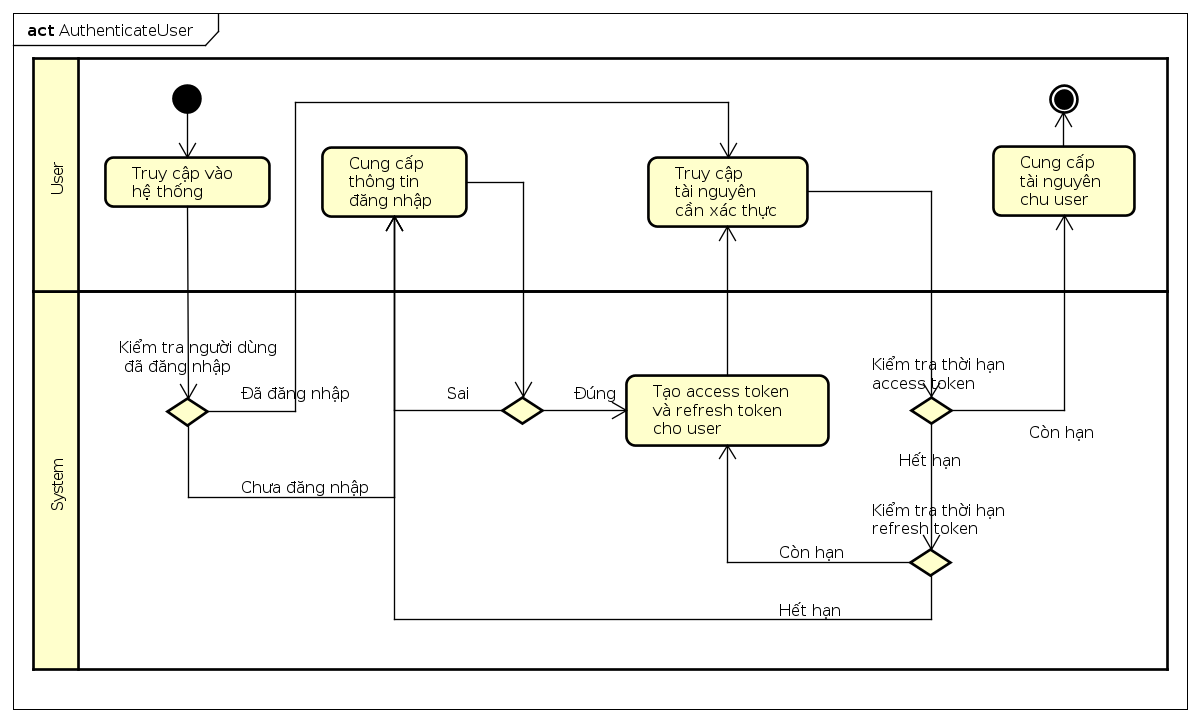 act AuthenticateUser
User
Truy cập vào
hệ thống
Cung cấp
thông tin
đăng nhập
Truy cập
tài nguyên
cần xác thực
Cung cấp
tài nguyên
chu user
System
Kiểm tra người dùng
đã đăng nhập
Đã đăng nhập
Chưa đăng nhập
Sai
Đúng
Tạo access token
và refresh token
cho user
Kiểm tra thời hạn
access token
Còn hạn
Hết hạn
Kiểm tra thời hạn
refresh token
Còn hạn
Hết hạn